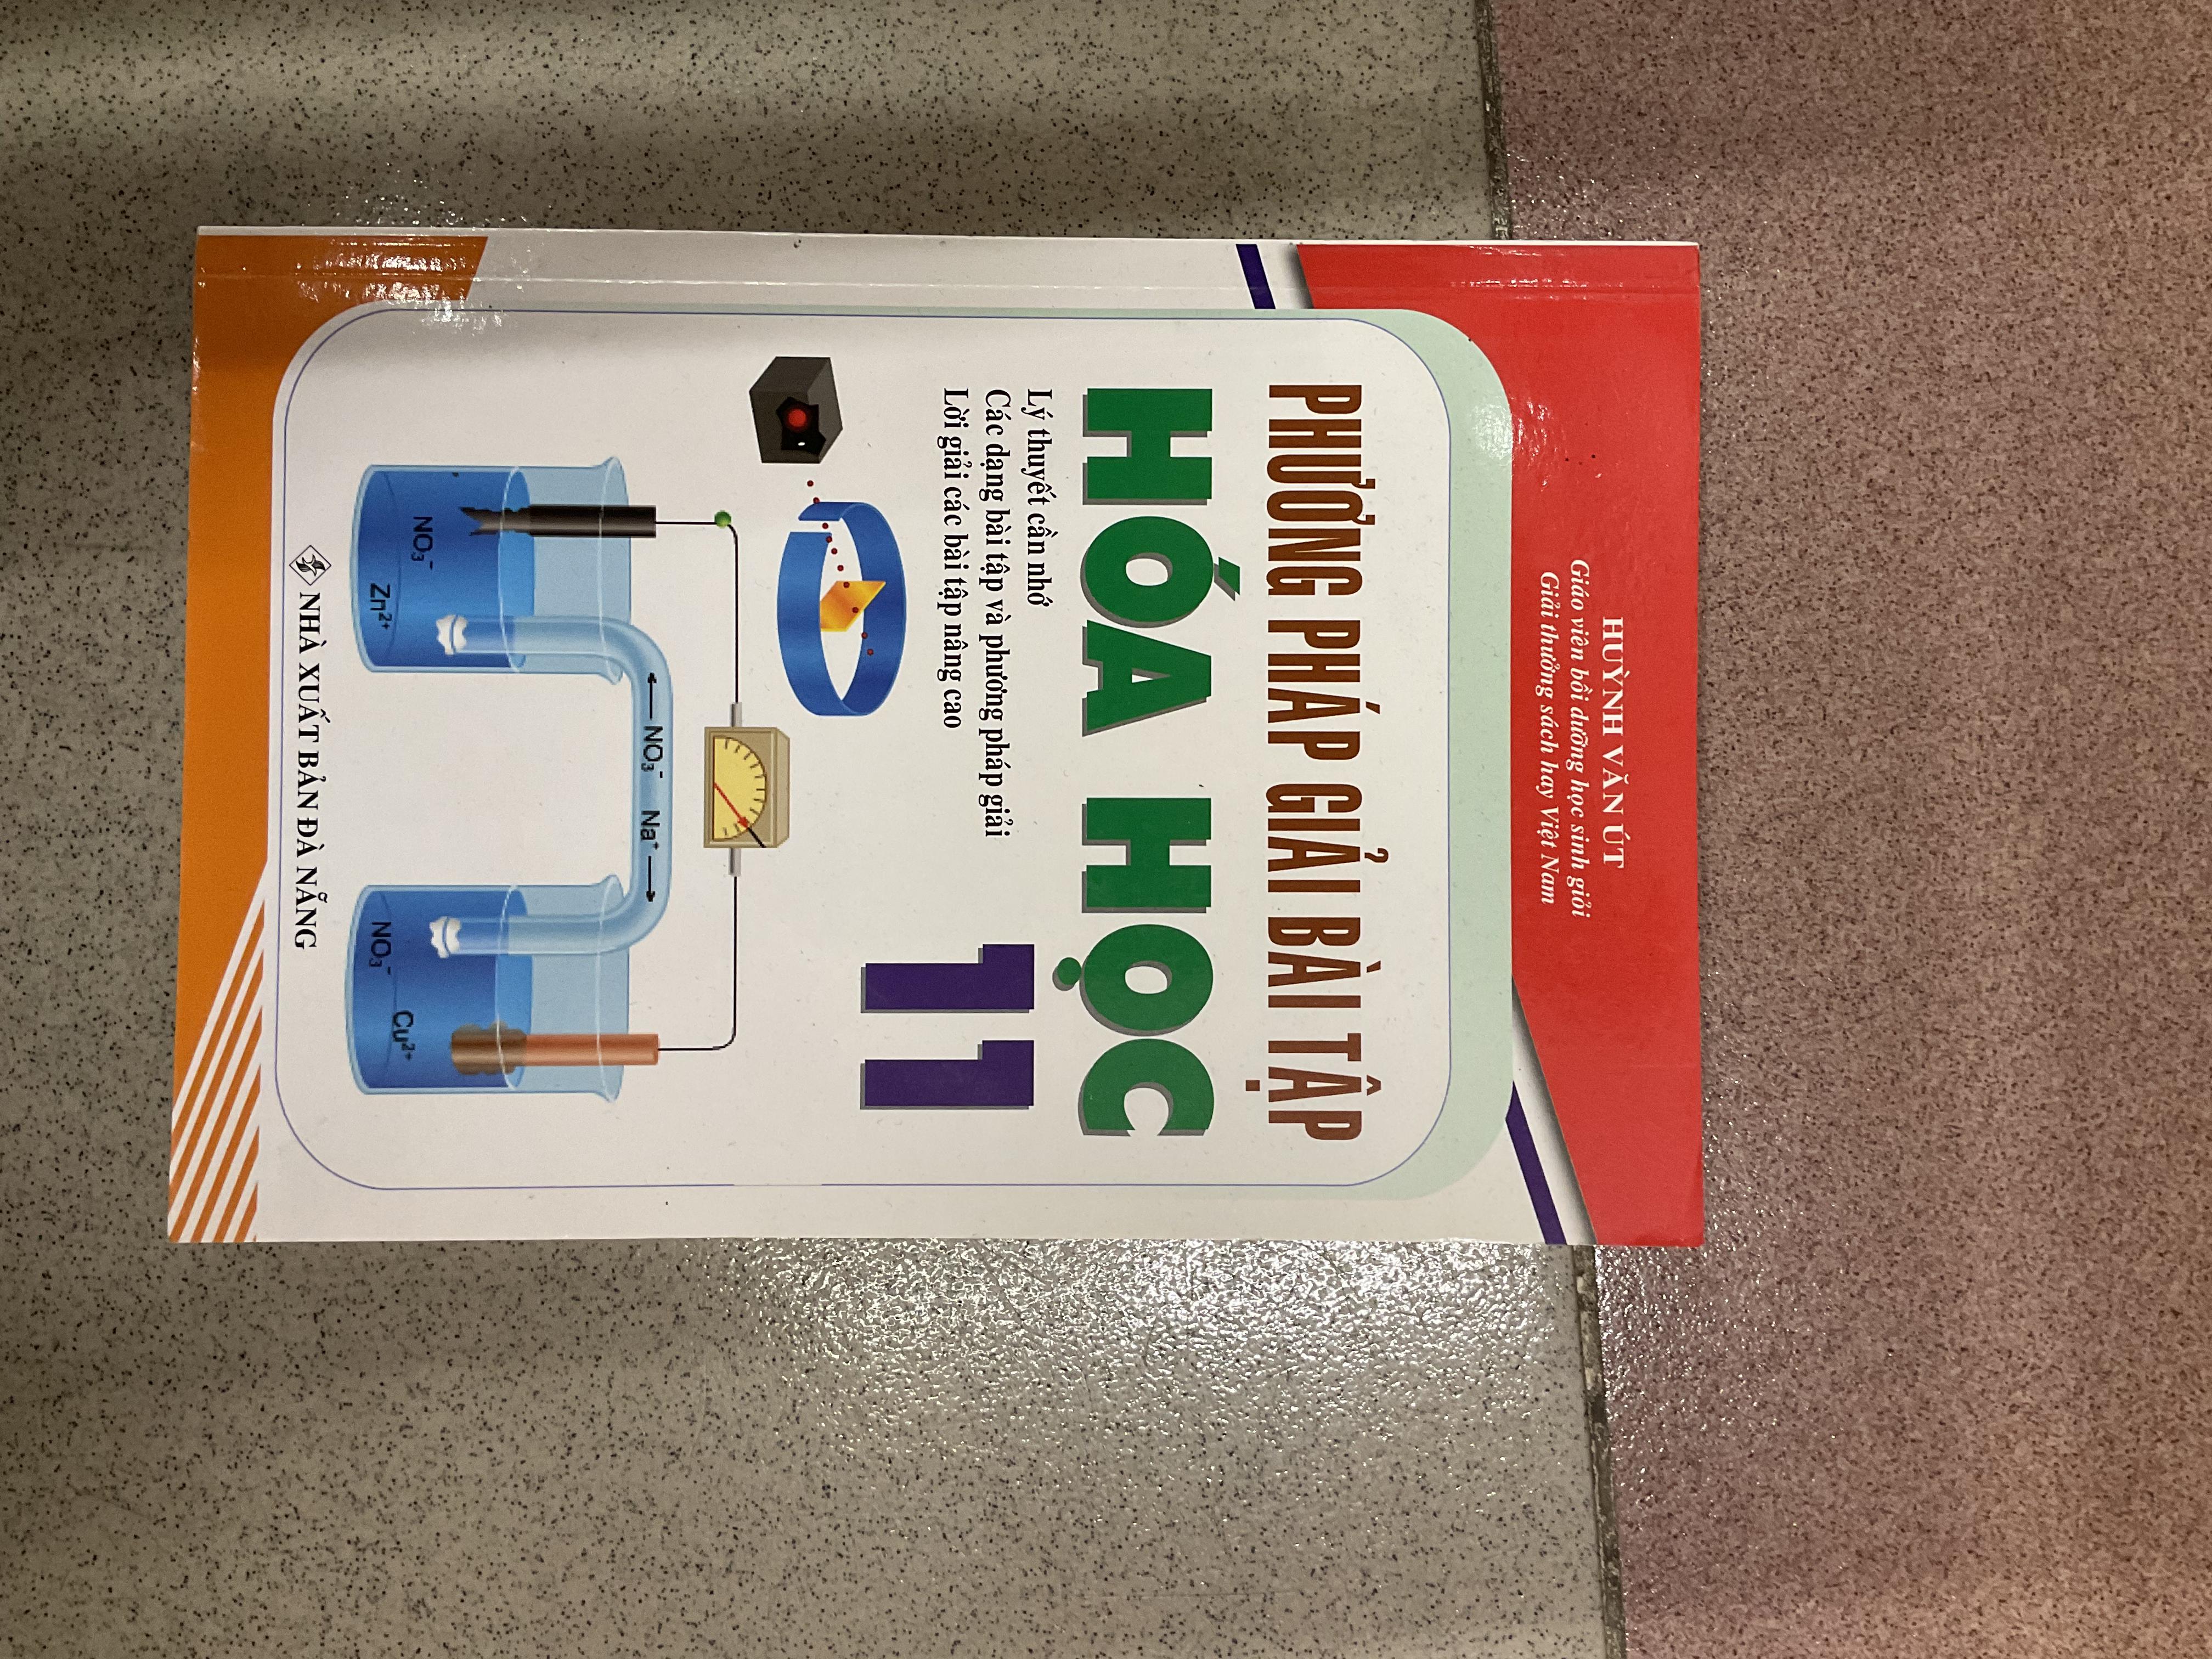 HUỲNH VĂN ÚT
Giáo viên bồi dưỡng học sinh giỏi
Giải thưởng sách hay Việt Nam
PHƯƠNG PHÁP GIẢI BÀI TẬP
HÓA HỌC
11
Lý thuyết cần nhớ
Các dạng bài tập và phương pháp giải
Lời giải các bài tập nâng cao
NO₃⁻ Na⁺
NO₃⁻
Zn²⁺
Cu²⁺
NO₃⁻
NHÀ XUẤT BẢN ĐÀ NẴNG